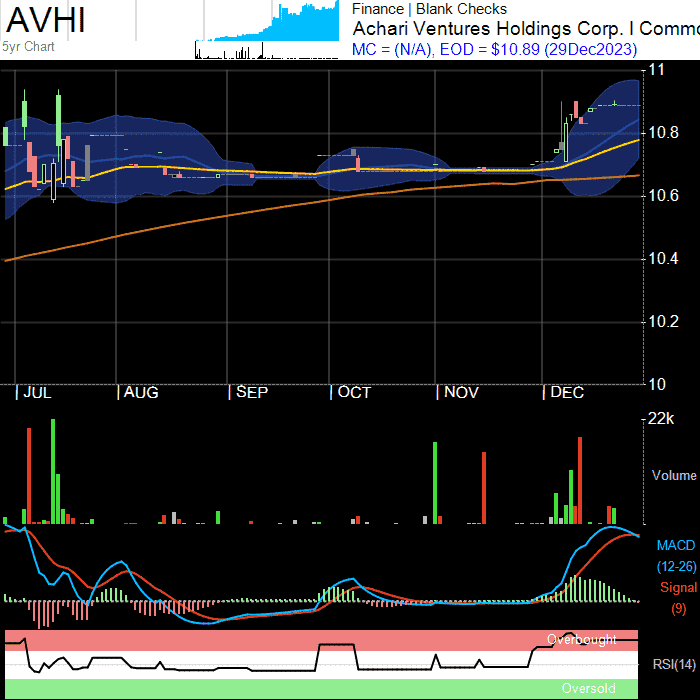 AVHI
5yr Chart
Finance | Blank Checks
Achari Ventures Holdings Corp. I Commo
MC = (N/A), EOD = $10.89 (29Dec2023)
11
10.8
10.6
10.4
10.2
10
JUL AUG SEP OCT NOV DEC
22k
Volume
MACD
(12-26)
Signal
(9)
Overbought
RSI(14)
Oversold